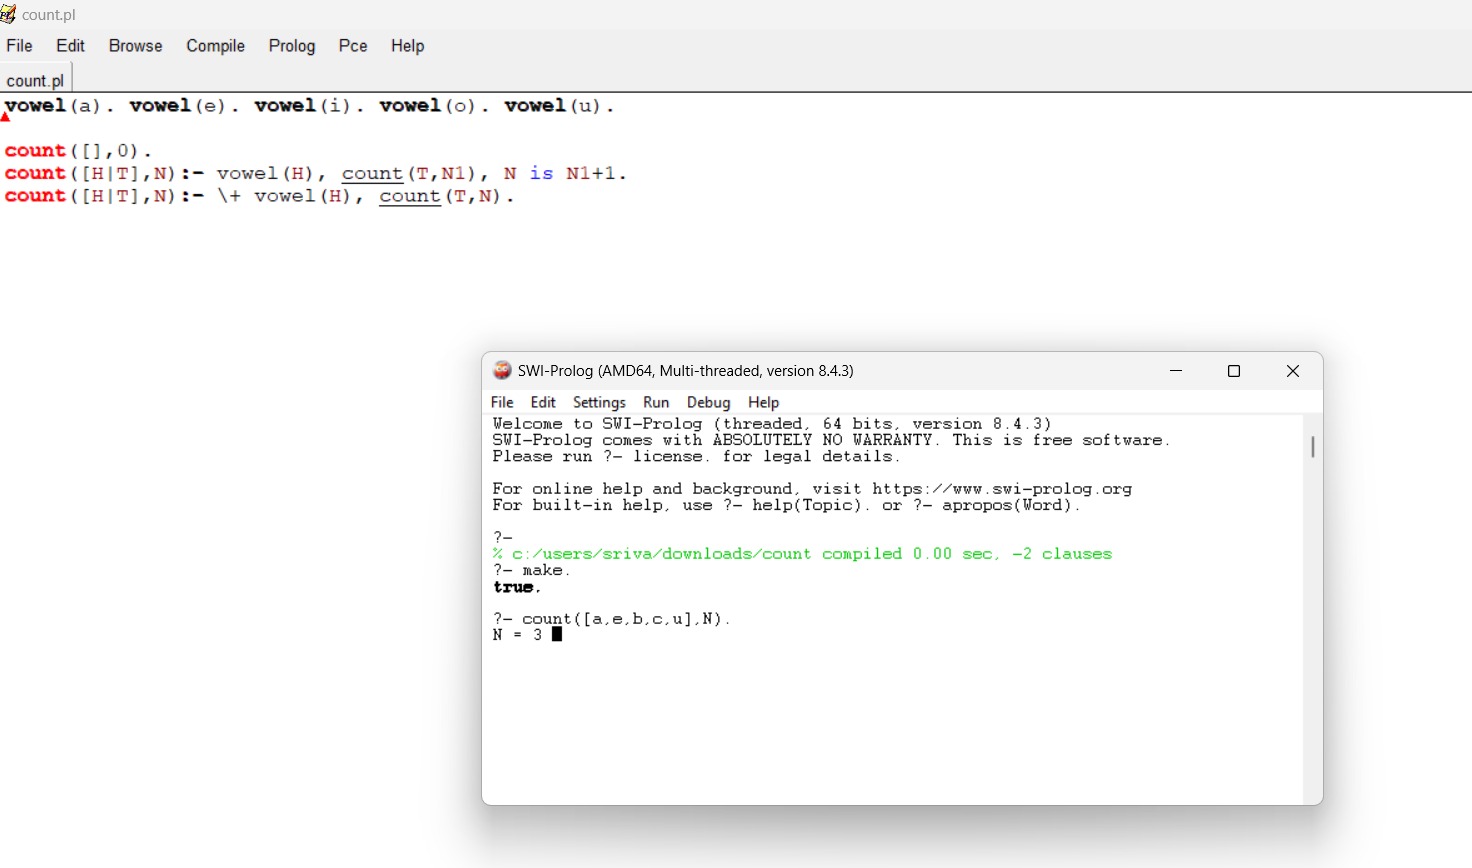 count.pl
File Edit Browse Compile Prolog Pce Help
count.pl
vowel(a). vowel(e). vowel(i). vowel(o). vowel(u).
count([],0).
count([H|T],N):- vowel(H), count(T,N1), N is N1+1.
count([H|T],N):- \+ vowel(H), count(T,N).
SWI-Prolog (AMD64, Multi-threaded, version 8.4.3)
File Edit Settings Run Debug Help
Welcome to SWI-Prolog (threaded, 64 bits, version 8.4.3)
SWI-Prolog comes with ABSOLUTELY NO WARRANTY. This is free software.
Please run ?- license. for legal details.
For online help and background, visit https://www.swi-prolog.org
For built-in help, use ?- help(Topic). or ?- apropos(Word).
?-
% c:/users/sriva/downloads/count compiled 0.00 sec, -2 clauses
?- make.
true.
?- count([a,e,b,c,u],N).
N = 3